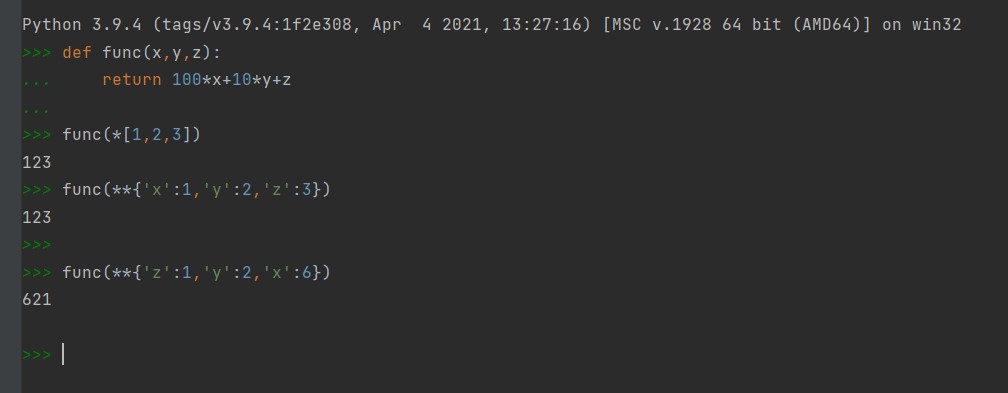 Python 3.9.4 (tags/v3.9.4:1f2e308, Apr  4 2021, 13:27:16) [MSC v.1928 64 bit (AMD64)] on win32
>>> def func(x,y,z):
...     return 100*x+10*y+z
...
>>> func(*[1,2,3])
123
>>> func(**{'x':1,'y':2,'z':3})
123
>>>
>>> func(**{'z':1,'y':2,'x':6})
621
>>>